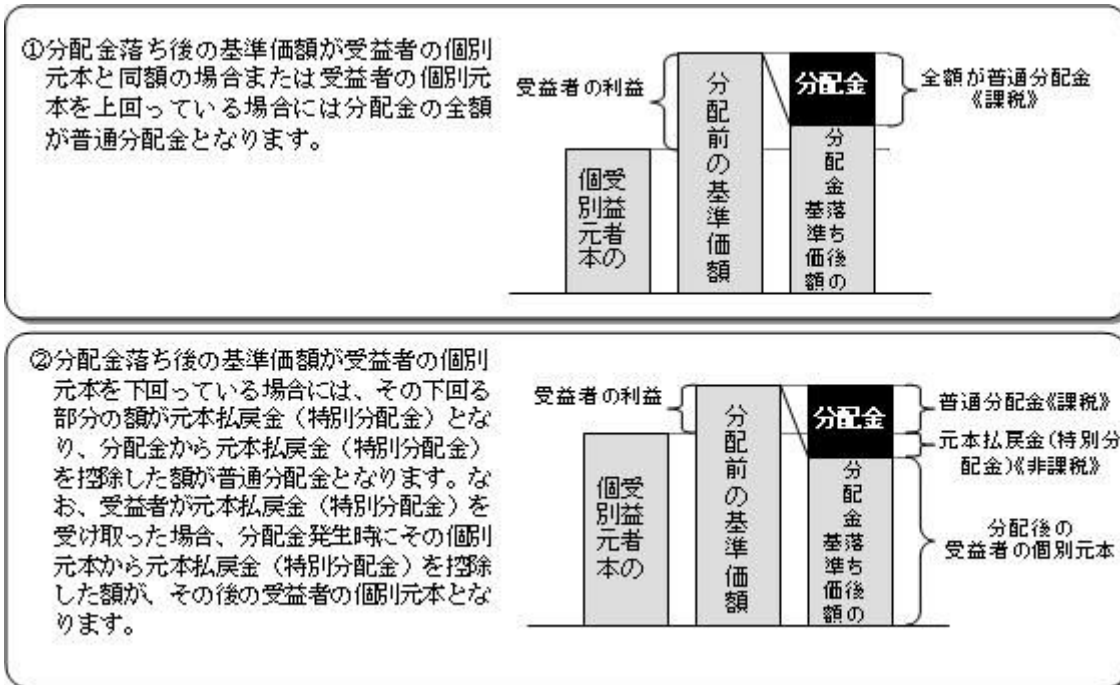 ①分配金落ち後の基準価額が受益者の個別
元本と同額の場合または受益者の個別元
本を上回っている場合には分配金の全額
が普通分配金となります。
受益者の利益
受益者の
個別元本
分配前の基準価額
分配金
分配金落ち後の
基準価額
全額が普通分配金
《課税》
②分配金落ち後の基準価額が受益者の個別
元本を下回っている場合には、その下回る
部分の額が元本払戻金（特別分配金）とな
り、分配金から元本払戻金（特別分配金）
を控除した額が普通分配金となります。な
お、受益者が元本払戻金（特別分配金）を
受け取った場合、分配金発生時にその個別
元本から元本払戻金（特別分配金）を控除
した額が、その後の受益者の個別元本とな
ります。
受益者の利益
受益者の
個別元本
分配前の基準価額
分配金
分配金落ち後の
基準価額
普通分配金《課税》
元本払戻金(特別分
配金)《非課税》
分配後の
受益者の個別元本